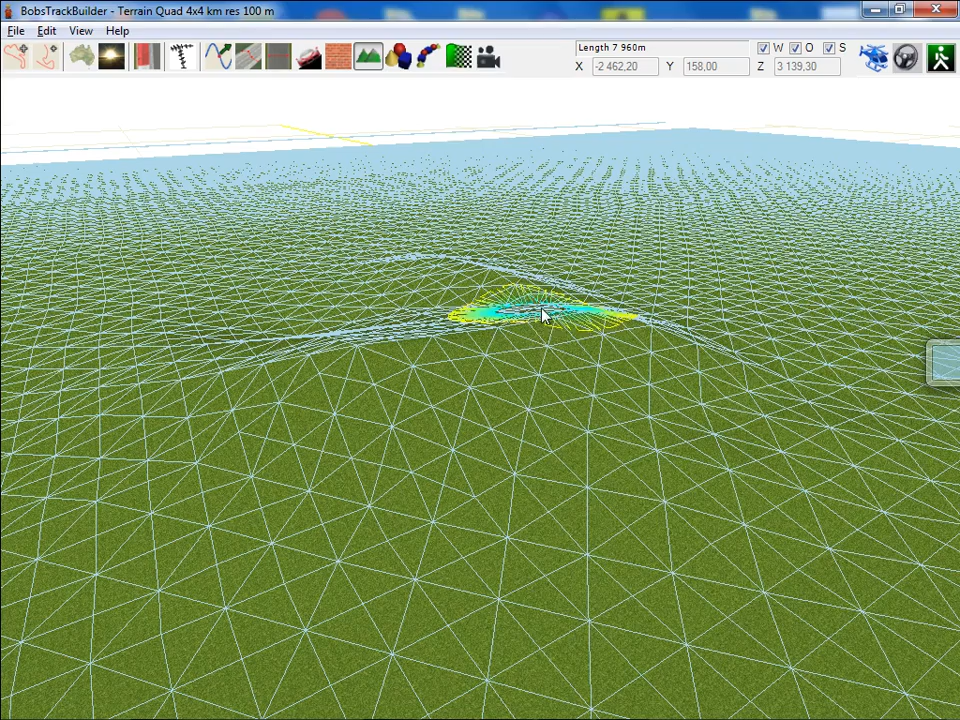 BobsTrackBuilder - Terrain Quad 4x4 km res 100 m
File Edit View Help
Length 7 960m
W O S
X -2 462,20 Y 158,00 Z 3 139,30